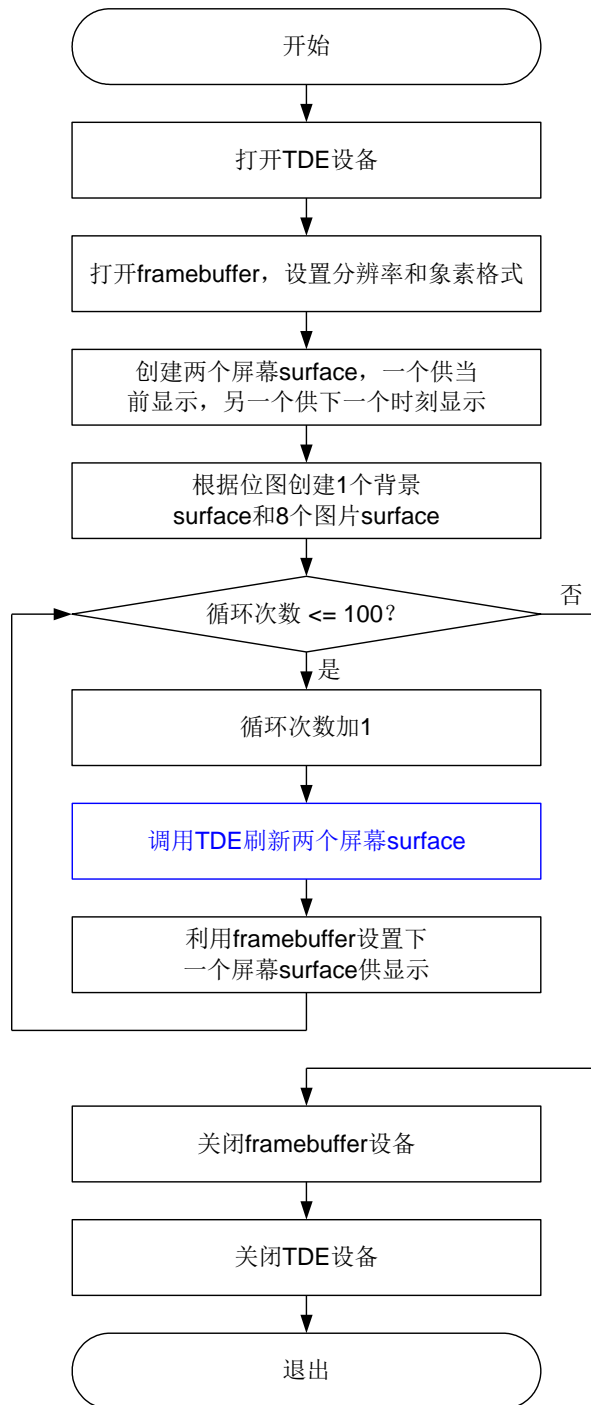 开始
打开TDE设备
打开framebuffer，设置分辨率和象素格式
创建两个屏幕surface，一个供当
前显示，另一个供下一个时刻显示
根据位图创建1个背景
surface和8个图片surface
循环次数 <= 100？
否
是
循环次数加1
调用TDE刷新两个屏幕surface
利用framebuffer设置下
一个屏幕surface供显示
关闭framebuffer设备
关闭TDE设备
退出